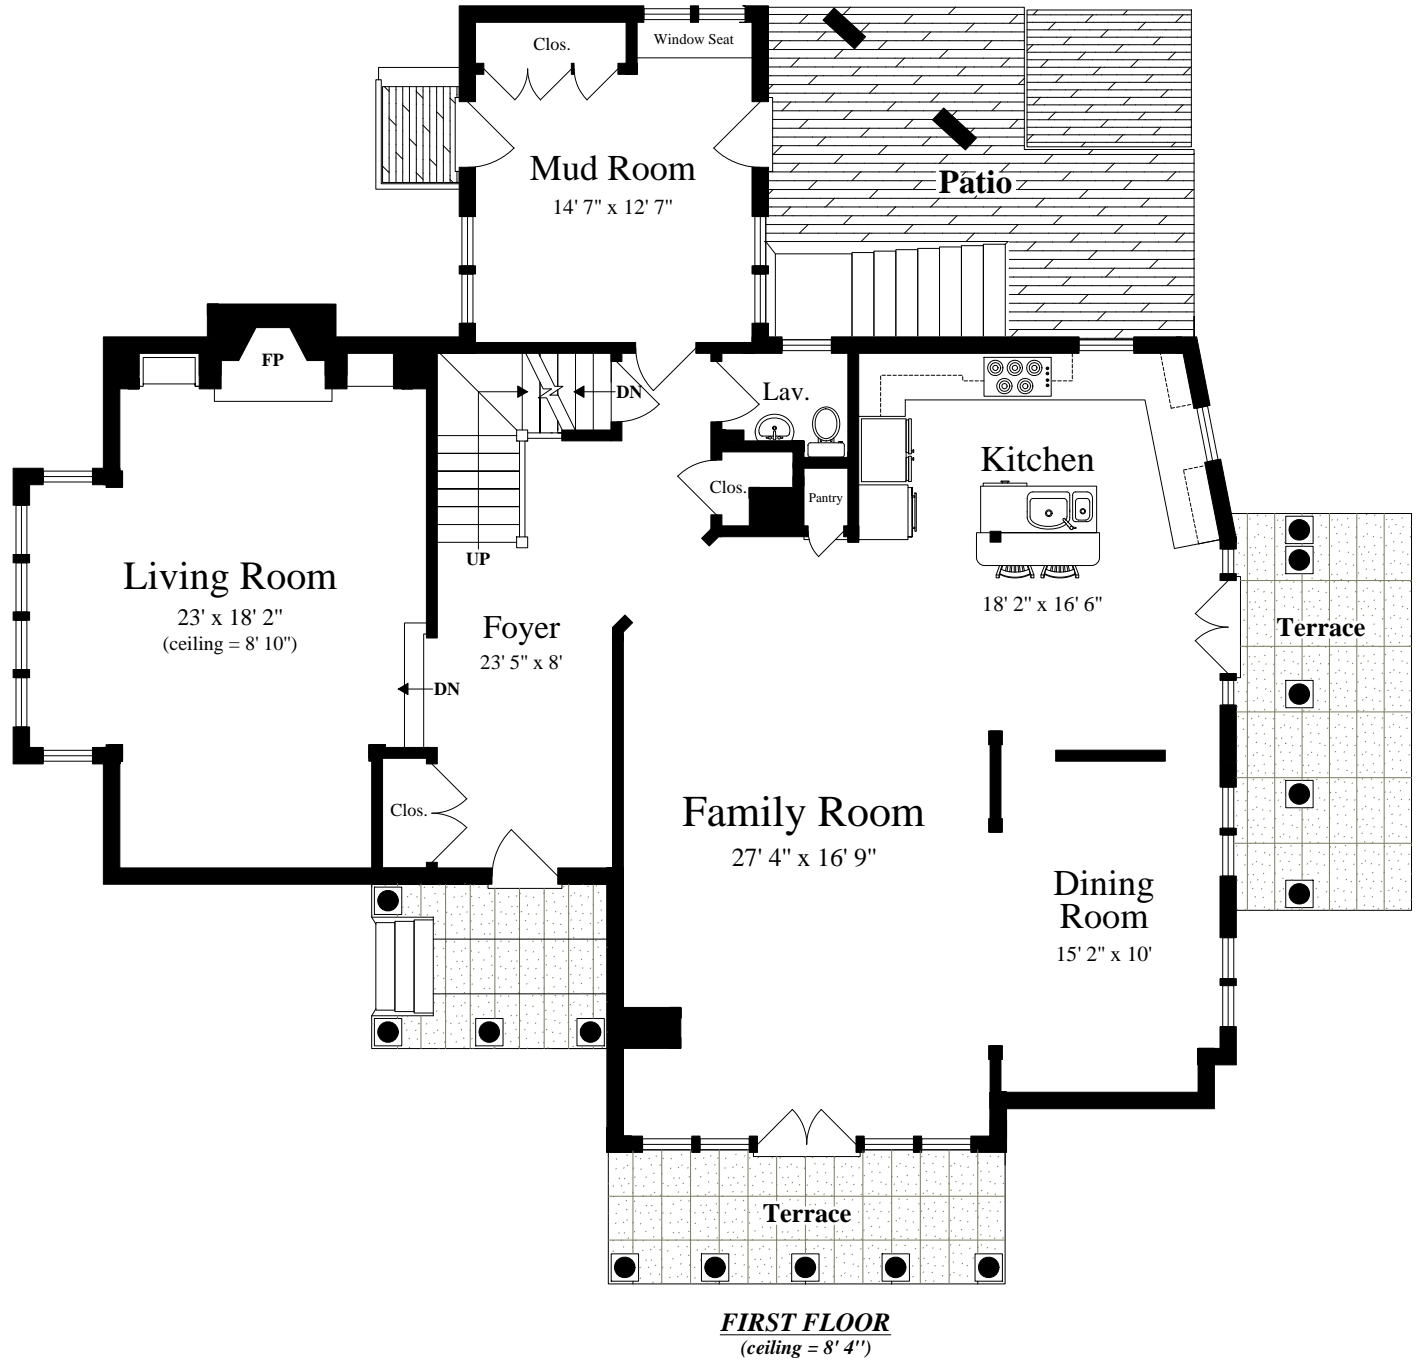 Clos.
Window Seat
Mud Room
14' 7" x 12' 7"
Patio
FP
DN
Lav.
Kitchen
Clos.
Pantry
UP
Living Room
23' x 18' 2"
(ceiling = 8' 10")
18' 2" x 16' 6"
Foyer
23' 5" x 8'
Terrace
DN
Clos.
Family Room
27' 4" x 16' 9"
Dining
Room
15' 2" x 10'
Terrace
FIRST FLOOR
(ceiling = 8' 4")